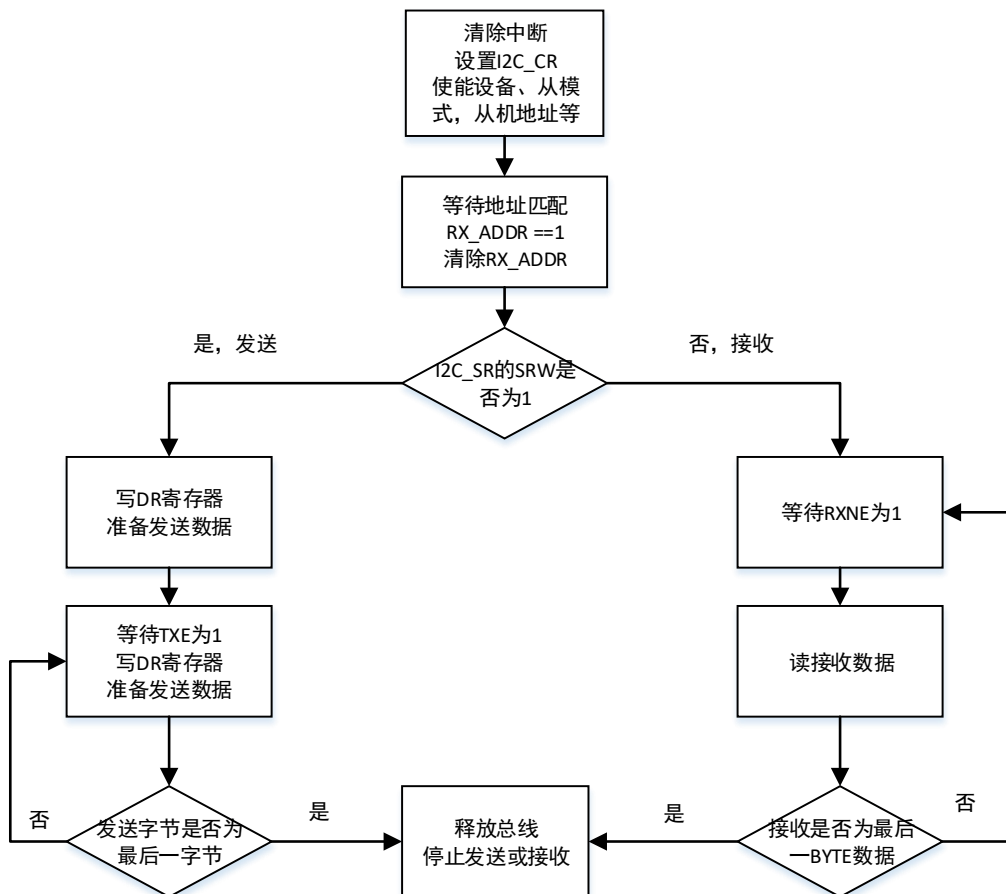 清除中断
设置I2C_CR
使能设备、从模
式，从机地址等
等待地址匹配
RX_ADDR ==1
清除RX_ADDR
是，发送
否，接收
I2C_SR的SRW是
否为1
写DR寄存器
准备发送数据
等待RXNE为1
等待TXE为1
写DR寄存器
准备发送数据
读接收数据
否
发送字节是否为
最后一字节
是
释放总线
停止发送或接收
是
接收是否为最后
一BYTE数据
否